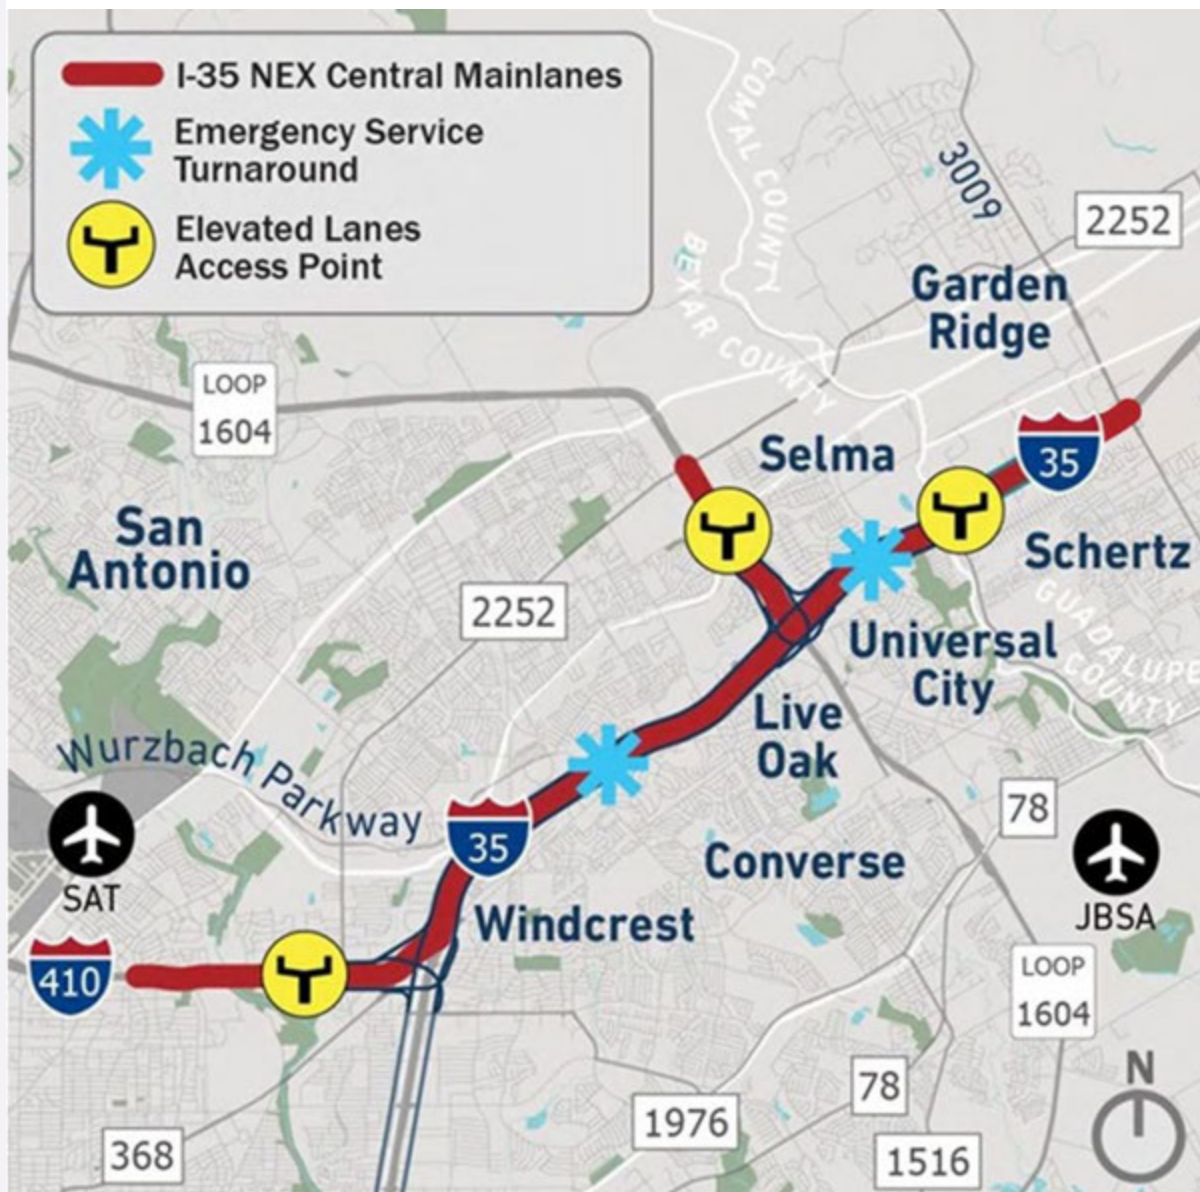 I-35 NEX Central Mainlanes
Emergency Service
Turnaround
Elevated Lanes
Access Point
COMAL COUNTY
BEXAR COUNTY
3009
2252
Garden
Ridge
LOOP
1604
Selma
35
San
Antonio
Schertz
2252
GUADALUPE
COUNTY
Universal
City
Live
Oak
Wurzbach Parkway
78
35
SAT
Converse
JBSA
Windcrest
410
LOOP
1604
N
78
1976
368
1516